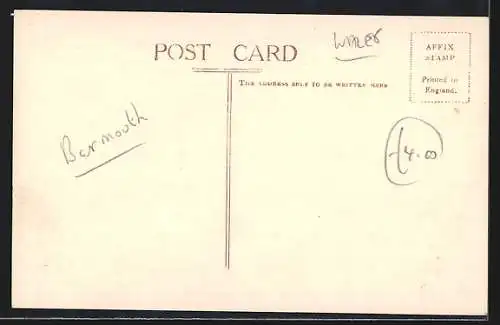 WALES
POST CARD
AFFIX
STAMP
Printed in
England.
THE ADDRESS ONLY TO BE WRITTEN HERE
Barmouth
£4.00